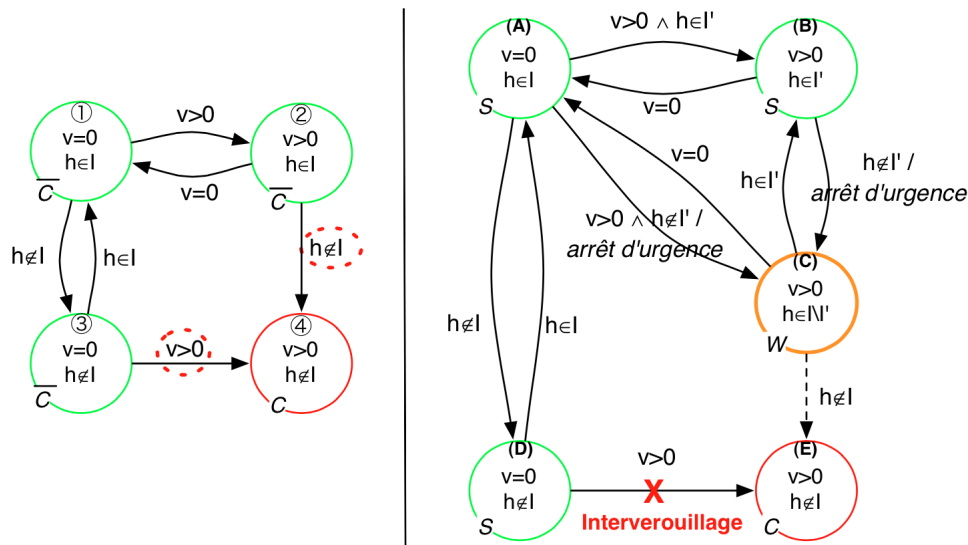 ①
v=0
h∈I
C
v>0
v=0
②
v>0
h∈I
C
h∉I
h∈I
h∉I
③
v=0
h∉I
C
v>0
④
v>0
h∉I
C
(A)
v=0
h∈I
S
v>0 ∧ h∈I'
v=0
(B)
v>0
h∈I'
S
v=0
h∈I'
h∉I' /
arrêt d'urgence
v>0 ∧ h∉I' /
arrêt d'urgence
(C)
v>0
h∈I\I'
W
h∉I
h∈I
h∉I
(D)
v=0
h∉I
S
v>0
X
Interverouillage
(E)
v>0
h∉I
C